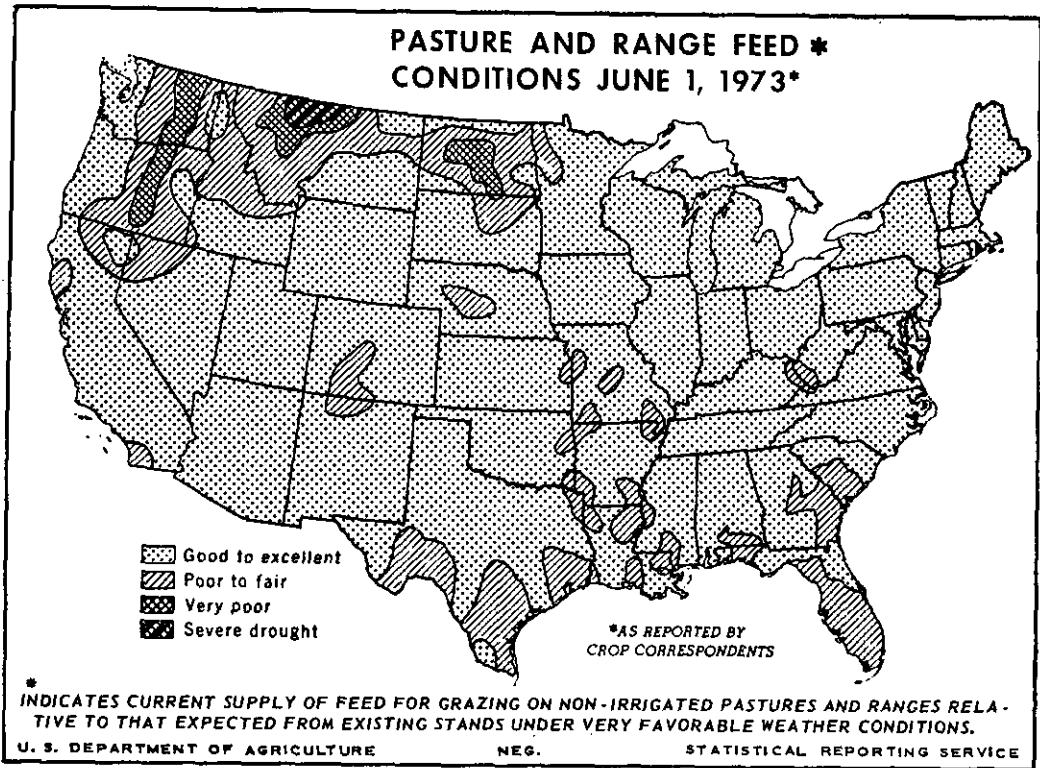 PASTURE AND RANGE FEED *
CONDITIONS JUNE 1, 1973*
Good to excellent
Poor to fair
Very poor
Severe drought
*AS REPORTED BY
CROP CORRESPONDENTS
*
INDICATES CURRENT SUPPLY OF FEED FOR GRAZING ON NON-IRRIGATED PASTURES AND RANGES RELA-
TIVE TO THAT EXPECTED FROM EXISTING STANDS UNDER VERY FAVORABLE WEATHER CONDITIONS.
U. S. DEPARTMENT OF AGRICULTURE NEG. STATISTICAL REPORTING SERVICE